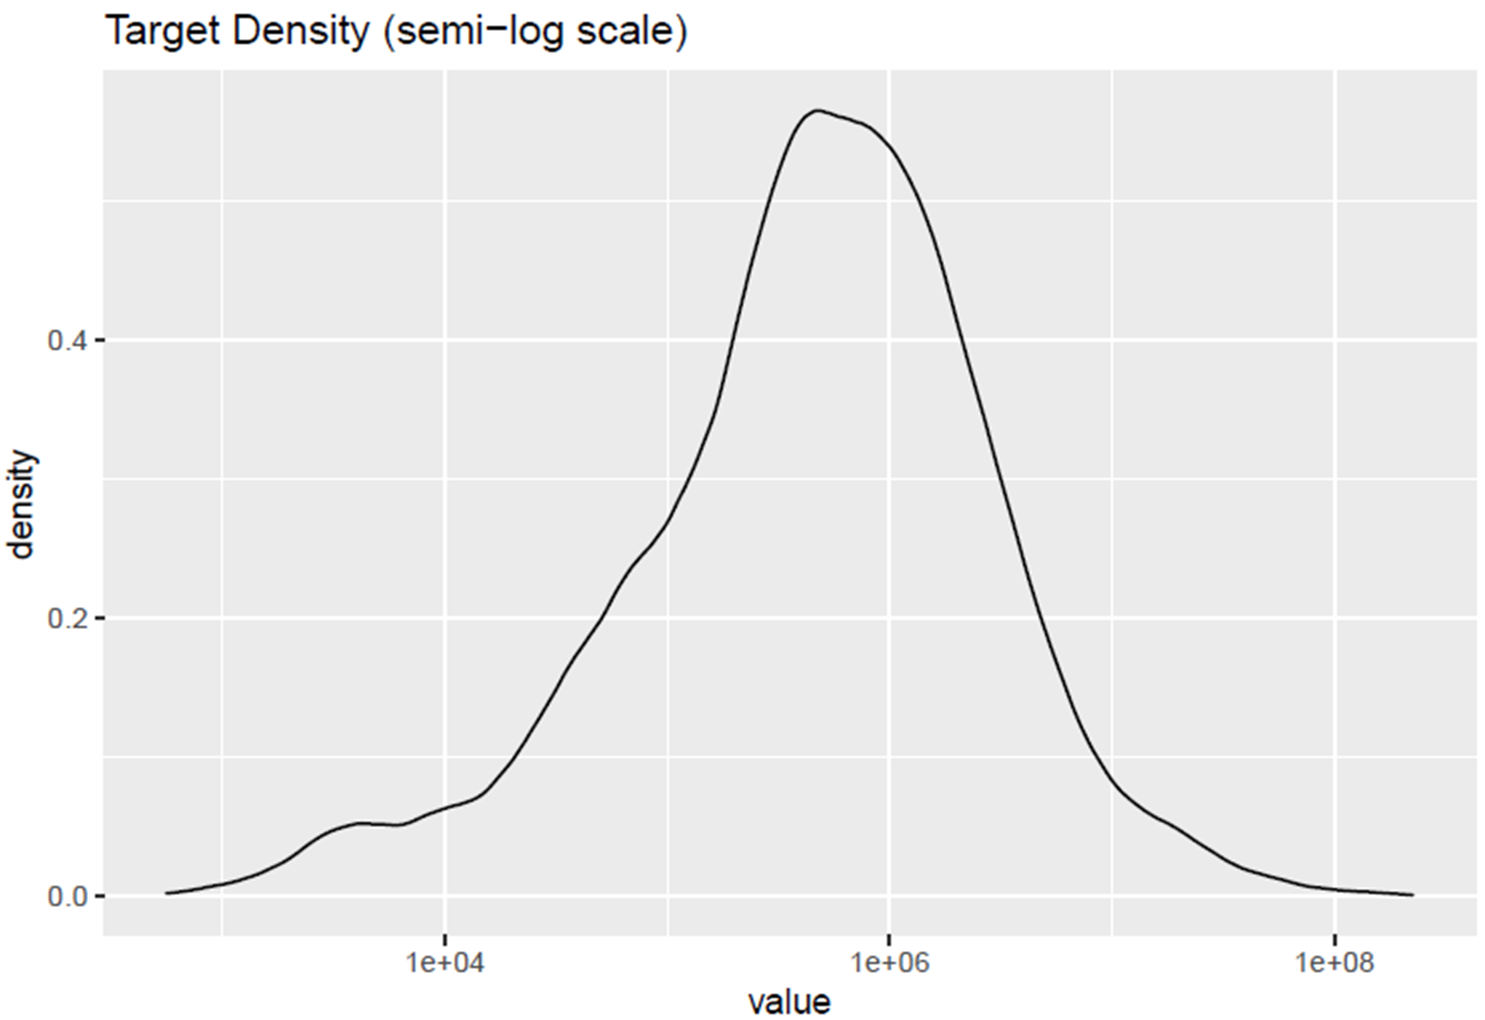 Target Density (semi−log scale)
density
0.4
0.2
0.0
1e+04 1e+06 1e+08
value